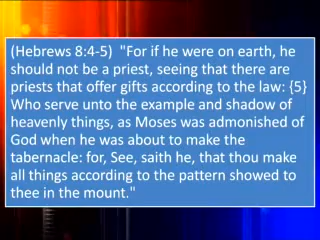 (Hebrews 8:4-5)  "For if he were on earth, he
should not be a priest, seeing that there are
priests that offer gifts according to the law: {5}
Who serve unto the example and shadow of
heavenly things, as Moses was admonished of
God when he was about to make the
tabernacle: for, See, saith he, that thou make
all things according to the pattern showed to
thee in the mount."